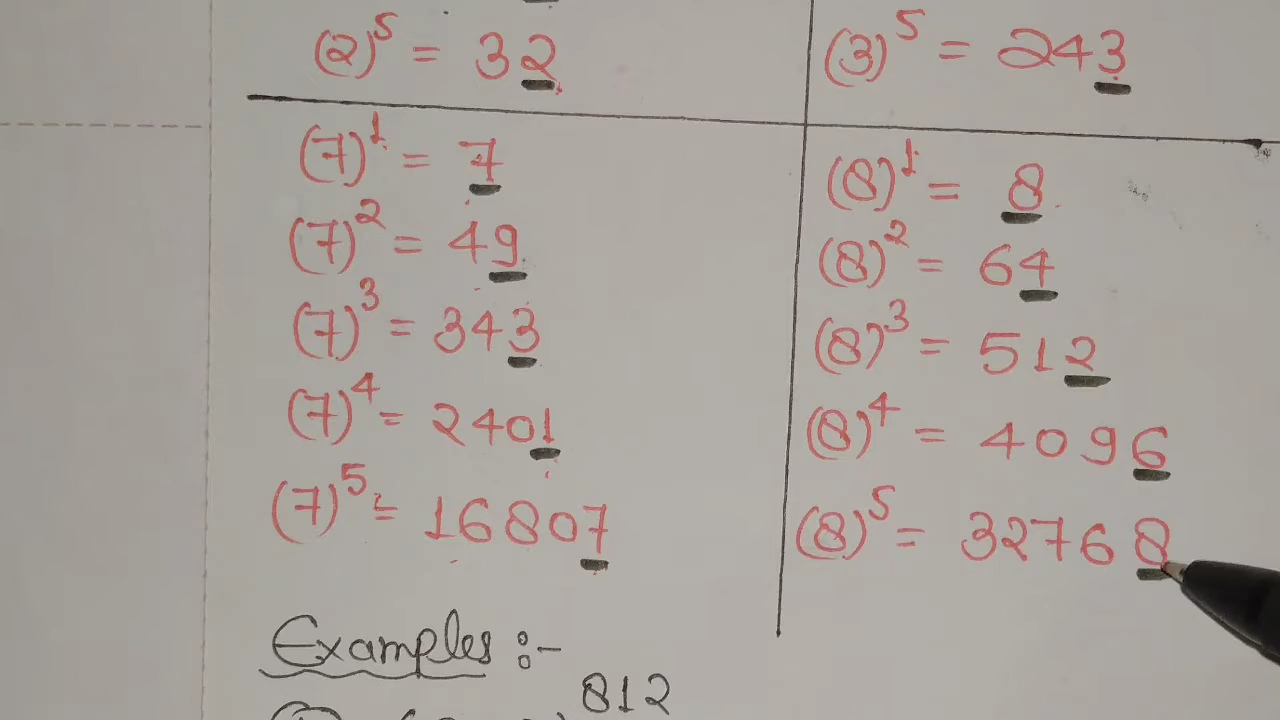 (2)⁵ = 32
(3)⁵ = 243
(7)¹ = 7
(7)² = 49
(7)³ = 343
(7)⁴ = 2401
(7)⁵ = 16807
(8)¹ = 8
(8)² = 64
(8)³ = 512
(8)⁴ = 4096
(8)⁵ = 32768
Examples :-
812